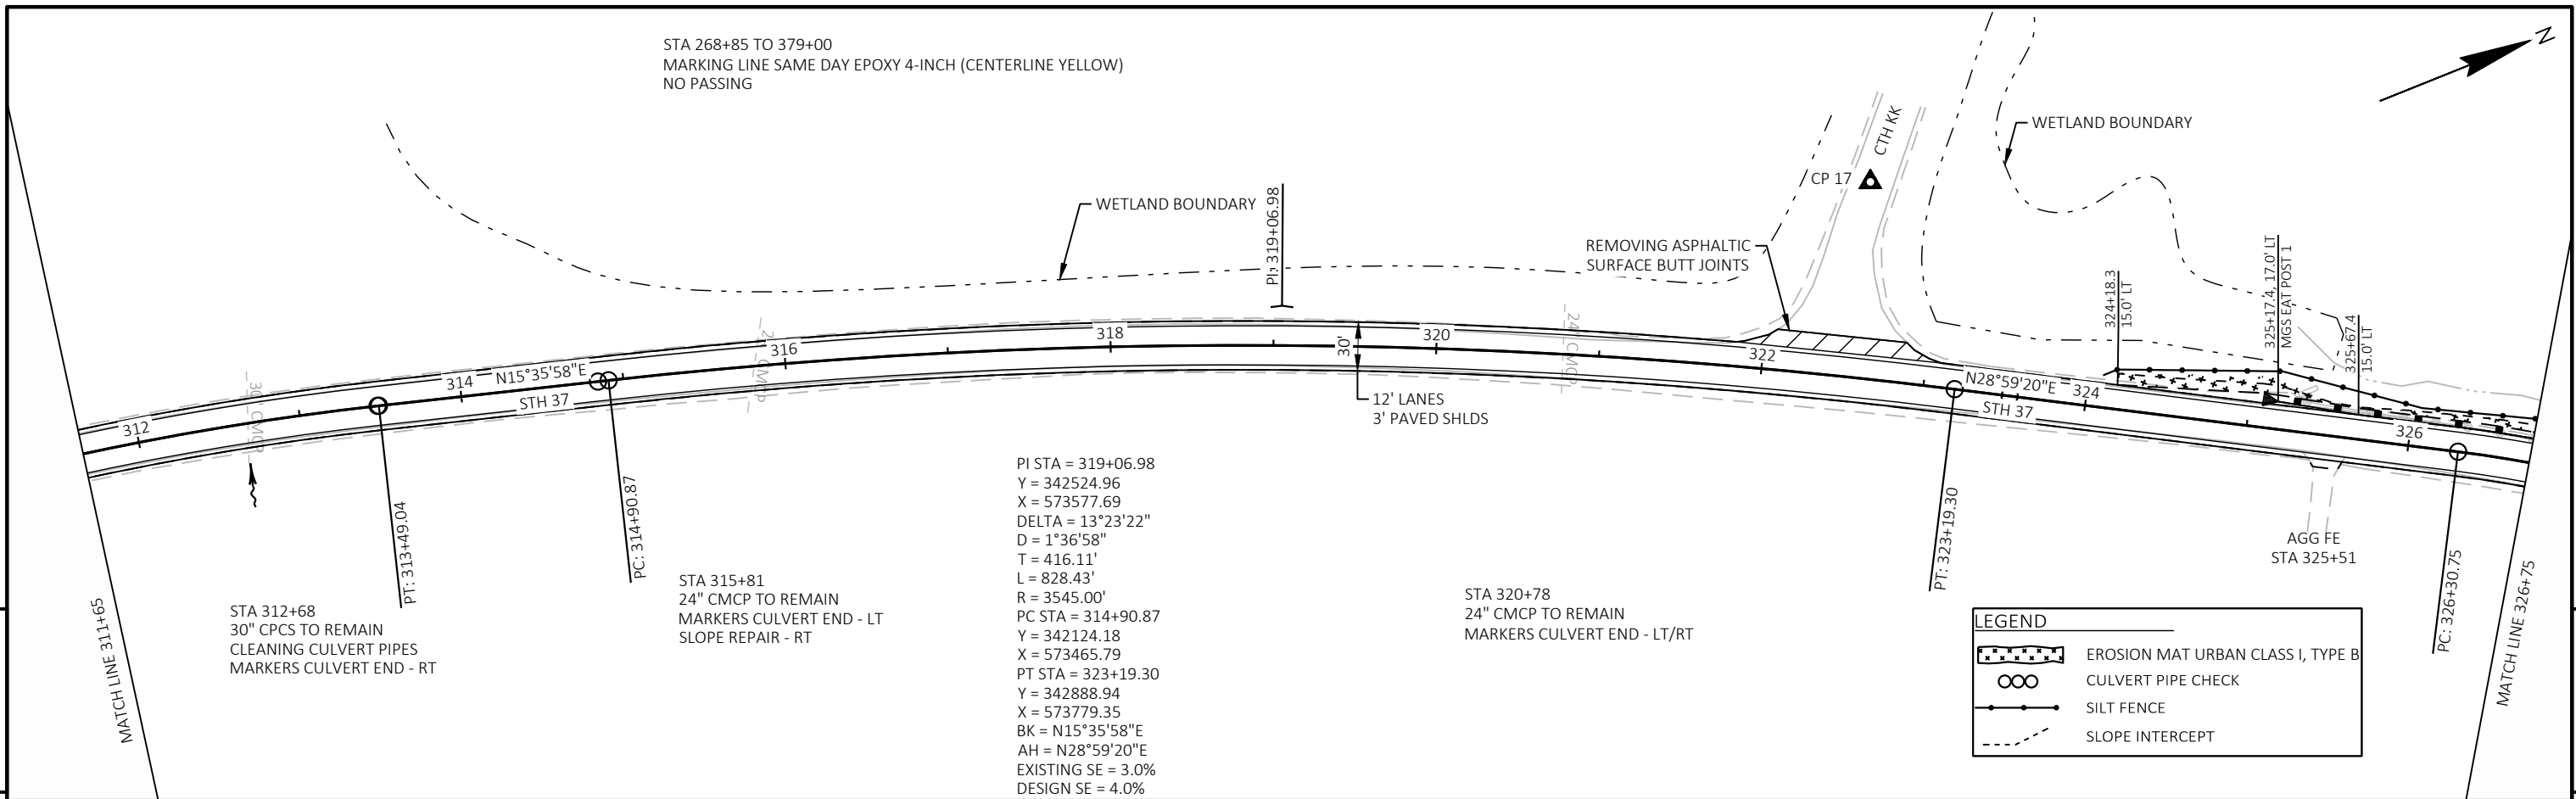 STA 268+85 TO 379+00
MARKING LINE SAME DAY EPOXY 4-INCH (CENTERLINE YELLOW)
NO PASSING
N
WETLAND BOUNDARY
PI: 319+06.98
REMOVING ASPHALTIC
SURFACE BUTT JOINTS
CP 17
CTH KK
WETLAND BOUNDARY
324+18.3
15.0' LT
325+17.4, 17.0' LT
MGS EAT POST 1
325+67.4
15.0' LT
312
314
N15°35'58"E
STH 37
316
318
320
322
N28°59'20"E
324
STH 37
326
30'
12' LANES
3' PAVED SHLDS
24" CMCP
PT: 313+49.04
PC: 314+90.87
PT: 323+19.30
PC: 326+30.75
AGG FE
STA 325+51
MATCH LINE 311+65
MATCH LINE 326+75
STA 312+68
30" CPCS TO REMAIN
CLEANING CULVERT PIPES
MARKERS CULVERT END - RT
STA 315+81
24" CMCP TO REMAIN
MARKERS CULVERT END - LT
SLOPE REPAIR - RT
PI STA = 319+06.98
Y = 342524.96
X = 573577.69
DELTA = 13°23'22"
D = 1°36'58"
T = 416.11'
L = 828.43'
R = 3545.00'
PC STA = 314+90.87
Y = 342124.18
X = 573465.79
PT STA = 323+19.30
Y = 342888.94
X = 573779.35
BK = N15°35'58"E
AH = N28°59'20"E
EXISTING SE = 3.0%
DESIGN SE = 4.0%
STA 320+78
24" CMCP TO REMAIN
MARKERS CULVERT END - LT/RT
LEGEND
EROSION MAT URBAN CLASS I, TYPE B
CULVERT PIPE CHECK
SILT FENCE
SLOPE INTERCEPT